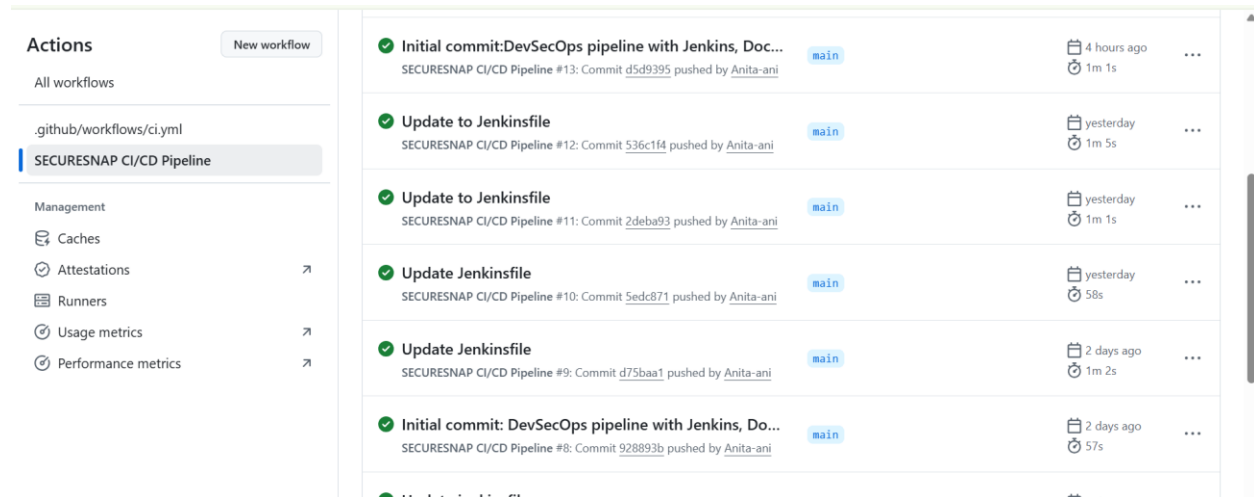 Actions
New workflow
All workflows
.github/workflows/ci.yml
SECURESNAP CI/CD Pipeline
Management
Caches
Attestations
Runners
Usage metrics
Performance metrics
Initial commit:DevSecOps pipeline with Jenkins, Doc...
SECURESNAP CI/CD Pipeline #13: Commit d5d9395 pushed by Anita-ani
main
4 hours ago
1m 1s
Update to Jenkinsfile
SECURESNAP CI/CD Pipeline #12: Commit 536c1f4 pushed by Anita-ani
main
yesterday
1m 5s
Update to Jenkinsfile
SECURESNAP CI/CD Pipeline #11: Commit 2deba93 pushed by Anita-ani
main
yesterday
1m 1s
Update Jenkinsfile
SECURESNAP CI/CD Pipeline #10: Commit 5edc871 pushed by Anita-ani
main
yesterday
58s
Update Jenkinsfile
SECURESNAP CI/CD Pipeline #9: Commit d75baa1 pushed by Anita-ani
main
2 days ago
1m 2s
Initial commit: DevSecOps pipeline with Jenkins, Do...
SECURESNAP CI/CD Pipeline #8: Commit 928893b pushed by Anita-ani
main
2 days ago
57s